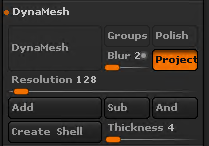 DynaMesh
DynaMesh
Groups
Polish
Blur 2
Project
Resolution 128
Add
Sub
And
Create Shell
Thickness 4